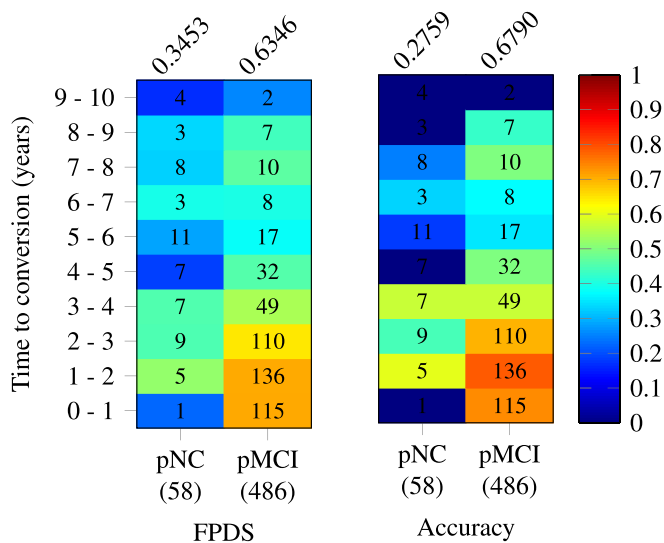 0.3453 0.6346 0.2759 0.6790
Time to conversion (years)
9 - 10 4 2 4 2 1
8 - 9 3 7 3 7 0.9
7 - 8 8 10 8 10 0.8
6 - 7 3 8 3 8 0.7
5 - 6 11 17 11 17 0.6
4 - 5 7 32 7 32 0.5
3 - 4 7 49 7 49 0.4
2 - 3 9 110 9 110 0.3
1 - 2 5 136 5 136 0.2
0 - 1 1 115 1 115 0.1
0
pNC pMCI pNC pMCI
(58) (486) (58) (486)
FPDS Accuracy